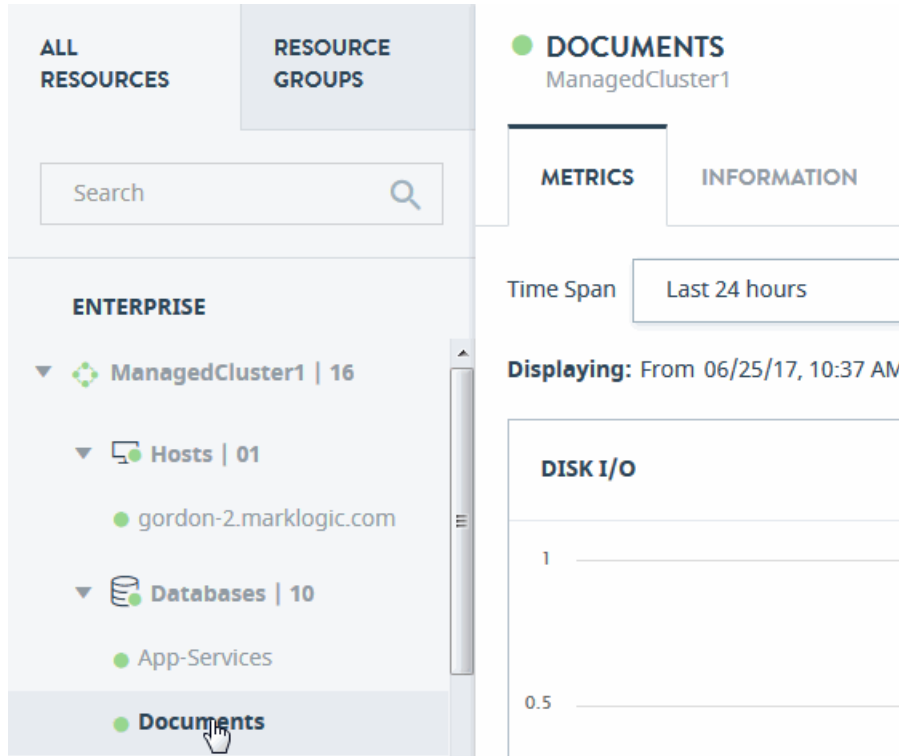 ALL
RESOURCES
RESOURCE
GROUPS
Search
ENTERPRISE
ManagedCluster1 | 16
Hosts | 01
gordon-2.marklogic.com
Databases | 10
App-Services
Documents
DOCUMENTS
ManagedCluster1
METRICS
INFORMATION
Time Span
Last 24 hours
Displaying: From 06/25/17, 10:37 AM
DISK I/O
1
0.5